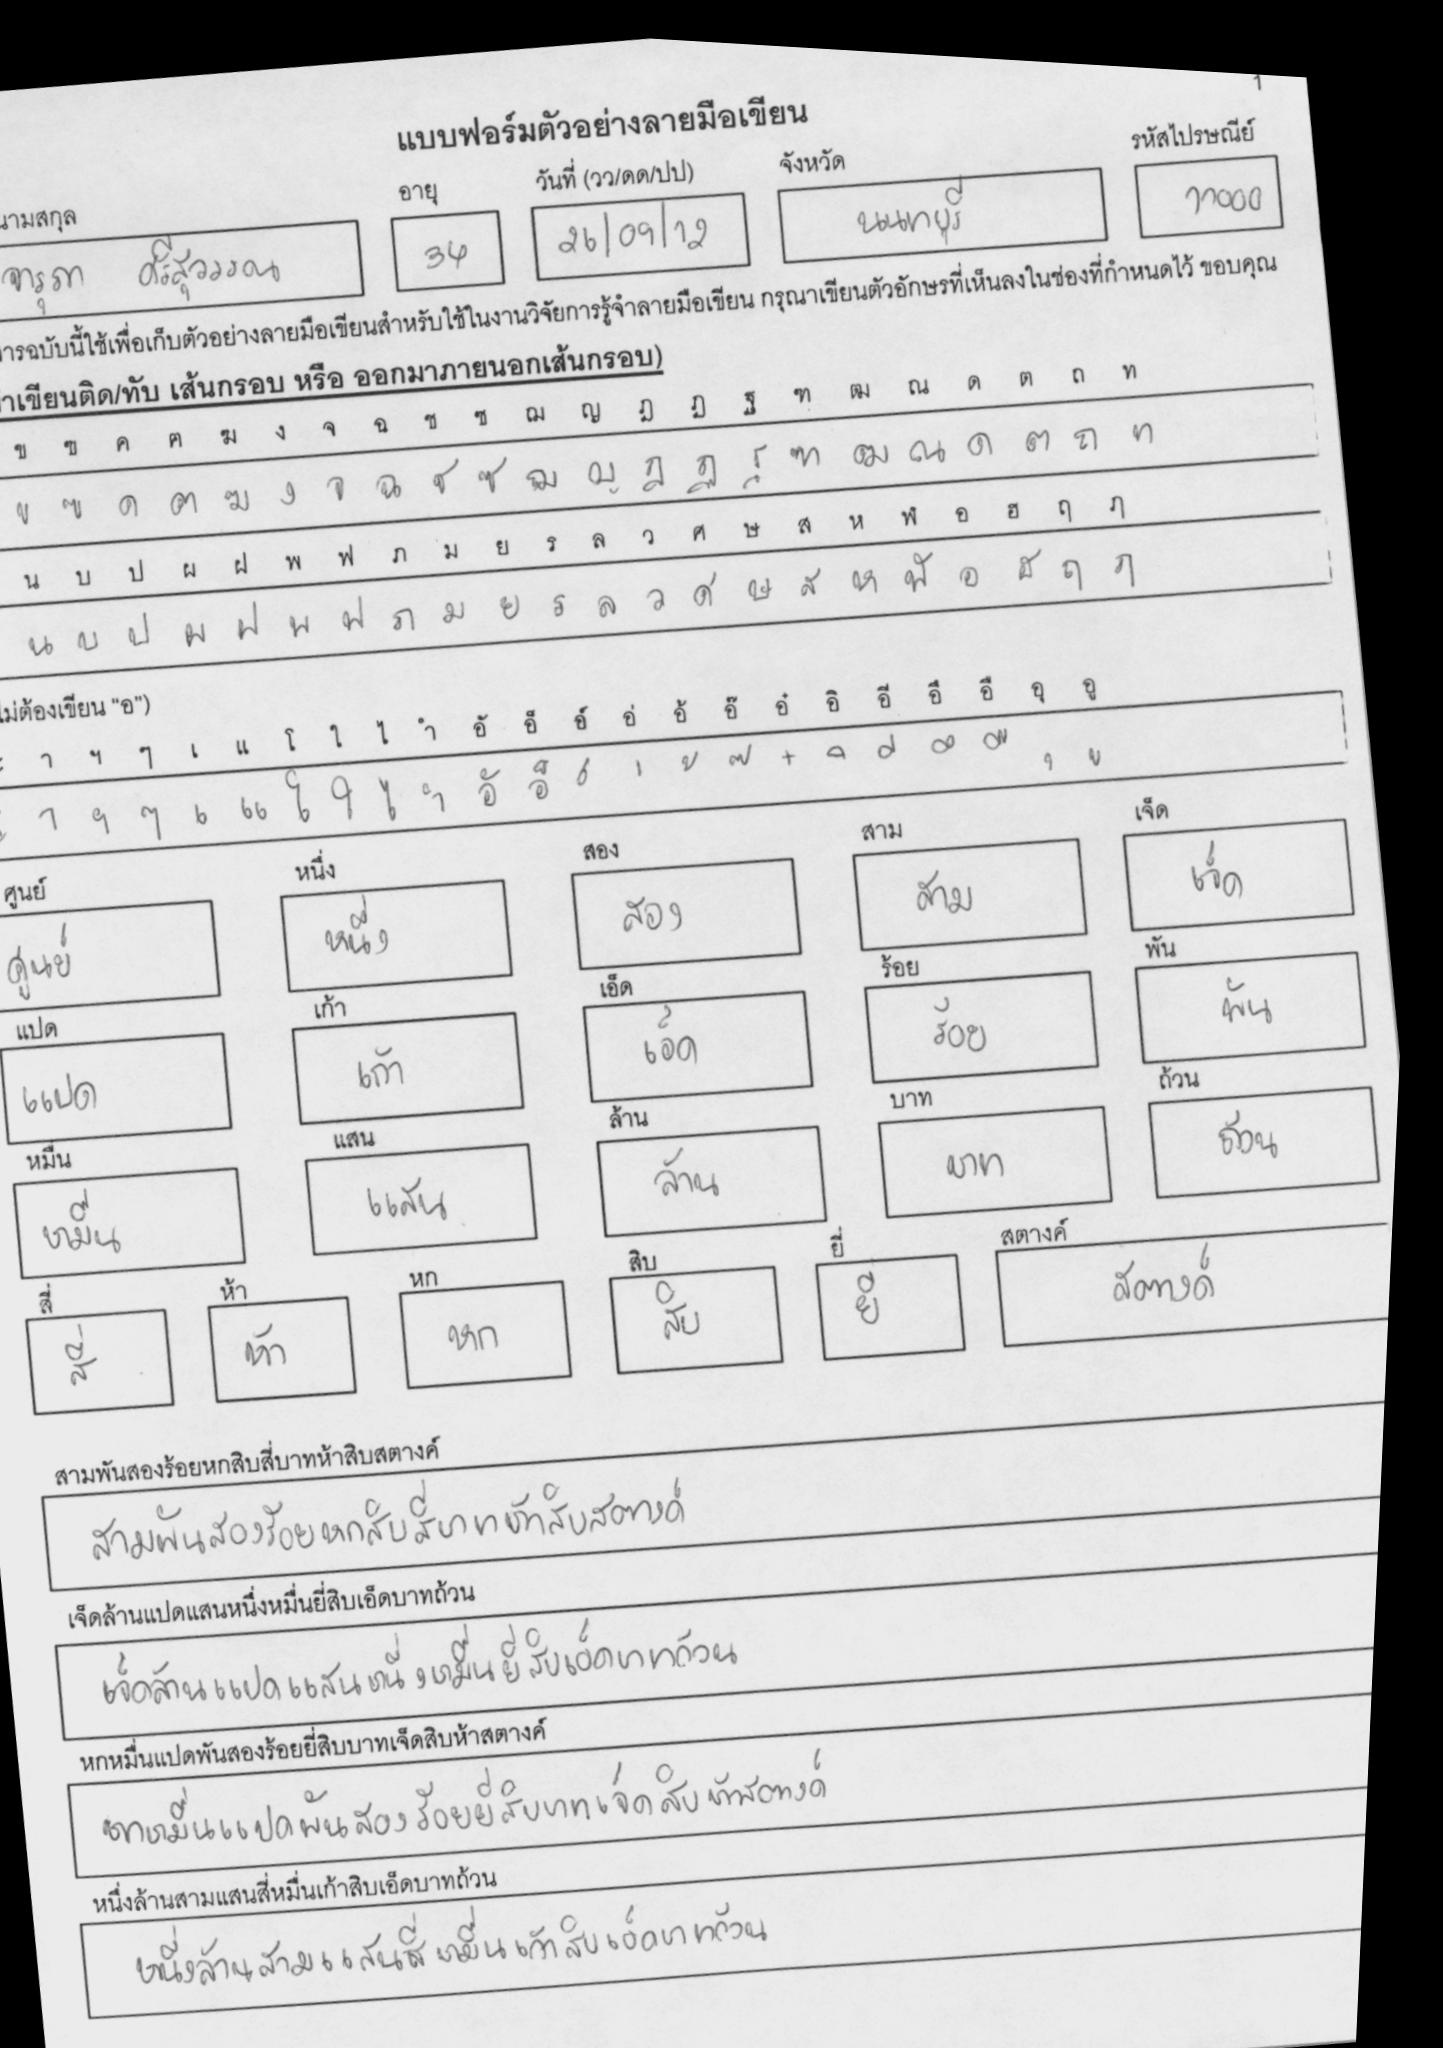 1
แบบฟอร์มตัวอย่างลายมือเขียน
นามสกุล อายุ วันที่ (วว/ดด/ปป) จังหวัด รหัสไปรษณีย์
จารุภา ศรีสุวรรณ 34 26/09/12 นนทบุรี 11000
ารฉบับนี้ใช้เพื่อเก็บตัวอย่างลายมือเขียนสำหรับใช้ในงานวิจัยการรู้จำลายมือเขียน กรุณาเขียนตัวอักษรที่เห็นลงในช่องที่กำหนดไว้ ขอบคุณ
าเขียนติด/ทับ เส้นกรอบ หรือ ออกมาภายนอกเส้นกรอบ)
ข ฃ ค ฅ ฆ ง จ ฉ ช ซ ฌ ญ ฎ ฏ ฐ ฑ ฒ ณ ด ต ถ ท
ข ฃ ค ฅ ฆ ง จ ฉ ช ซ ฌ ญ ฎ ฏ ฐ ฑ ฒ ณ ด ต ถ ท
น บ ป ผ ฝ พ ฟ ภ ม ย ร ล ว ศ ษ ส ห ฬ อ ฮ ฤ ฦ
น บ ป ผ ฝ พ ฟ ภ ม ย ร ล ว ศ ษ ส ห ฬ อ ฮ ฤ ฦ
ไม่ต้องเขียน "อ")
ะ า ฯ ๆ เ แ โ ใ ไ ำ อั อ็ อ์ อ่ อ้ อ๊ อ๋ อิ อี อึ อื อุ อู
ะ า ฯ ๆ เ แ โ ใ ไ ำ อั อ็ ์ ่ ้ ๊ ๋ ิ ี ึ ื ุ ู
ศูนย์ หนึ่ง สอง สาม เจ็ด
ศูนย์ หนึ่ง สอง สาม เจ็ด
แปด เก้า เอ็ด ร้อย พัน
แปด เก้า เอ็ด ร้อย พัน
หมื่น แสน ล้าน บาท ถ้วน
หมื่น แสน ล้าน บาท ถ้วน
สี่ ห้า หก สิบ ยี่ สตางค์
สี่ ห้า หก สิบ ยี่ สตางค์
สามพันสองร้อยหกสิบสี่บาทห้าสิบสตางค์
สามพันสองร้อยหกสิบสี่บาทห้าสิบสตางค์
เจ็ดล้านแปดแสนหนึ่งหมื่นยี่สิบเอ็ดบาทถ้วน
เจ็ดล้านแปดแสนหนึ่งหมื่นยี่สิบเอ็ดบาทถ้วน
หกหมื่นแปดพันสองร้อยยี่สิบบาทเจ็ดสิบห้าสตางค์
หกหมื่นแปดพันสองร้อยยี่สิบบาทเจ็ดสิบห้าสตางค์
หนึ่งล้านสามแสนสี่หมื่นเก้าสิบเอ็ดบาทถ้วน
หนึ่งล้านสามแสนสี่หมื่นเก้าสิบเอ็ดบาทถ้วน